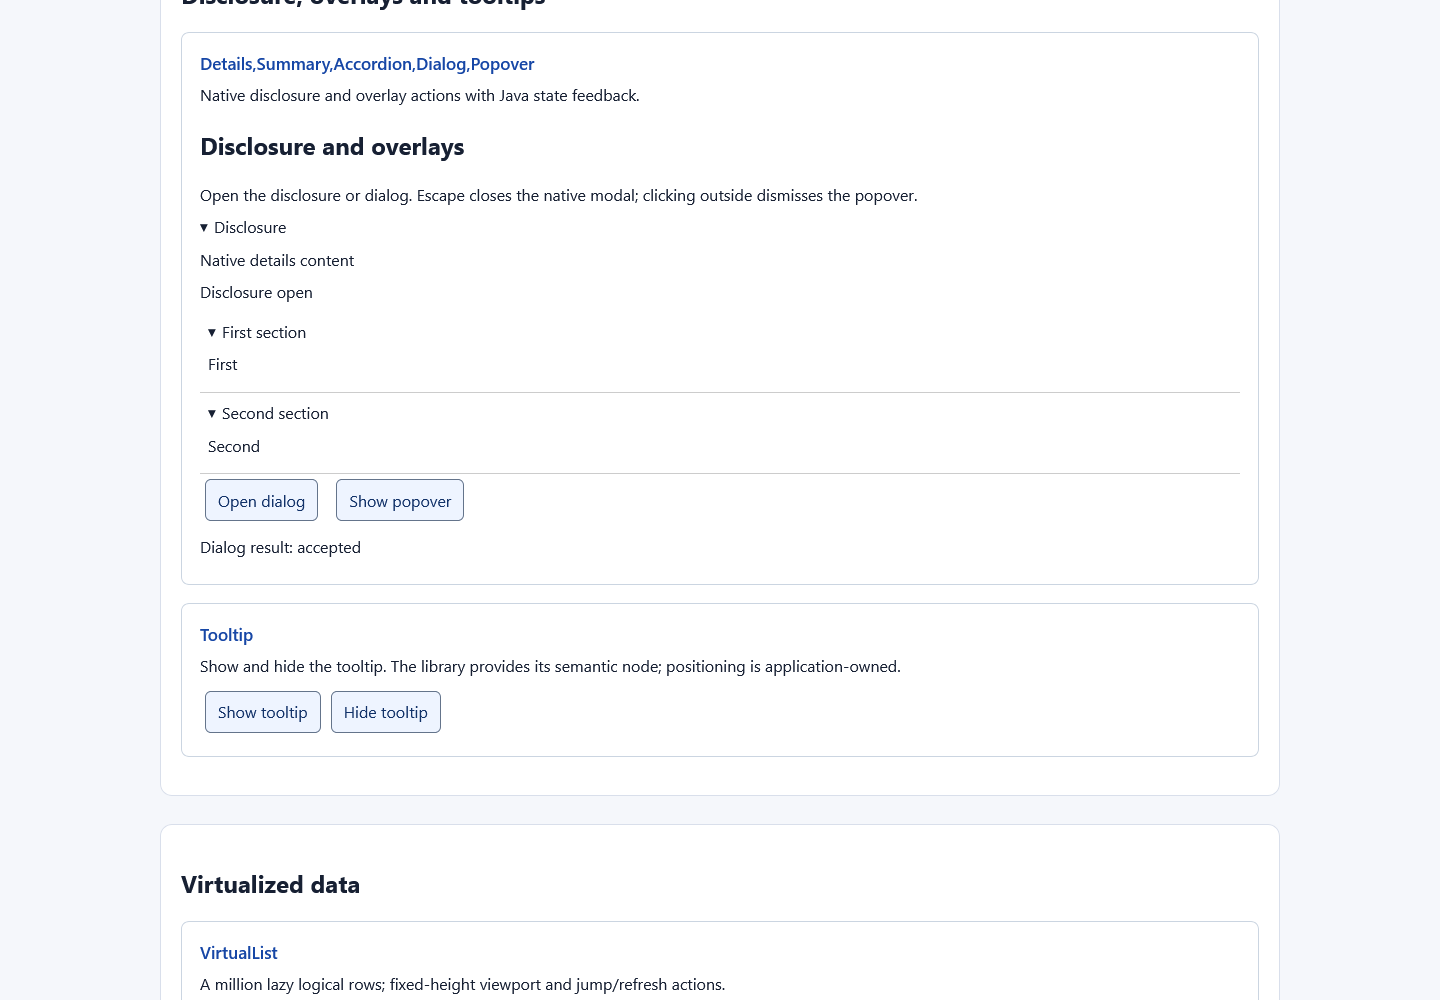 Disclosure, overlays and tooltips
Details,Summary,Accordion,Dialog,Popover
Native disclosure and overlay actions with Java state feedback.
Disclosure and overlays
Open the disclosure or dialog. Escape closes the native modal; clicking outside dismisses the popover.
Disclosure
Native details content
Disclosure open
First section
First
Second section
Second
Open dialog Show popover
Dialog result: accepted
Tooltip
Show and hide the tooltip. The library provides its semantic node; positioning is application-owned.
Show tooltip Hide tooltip
Virtualized data
VirtualList
A million lazy logical rows; fixed-height viewport and jump/refresh actions.